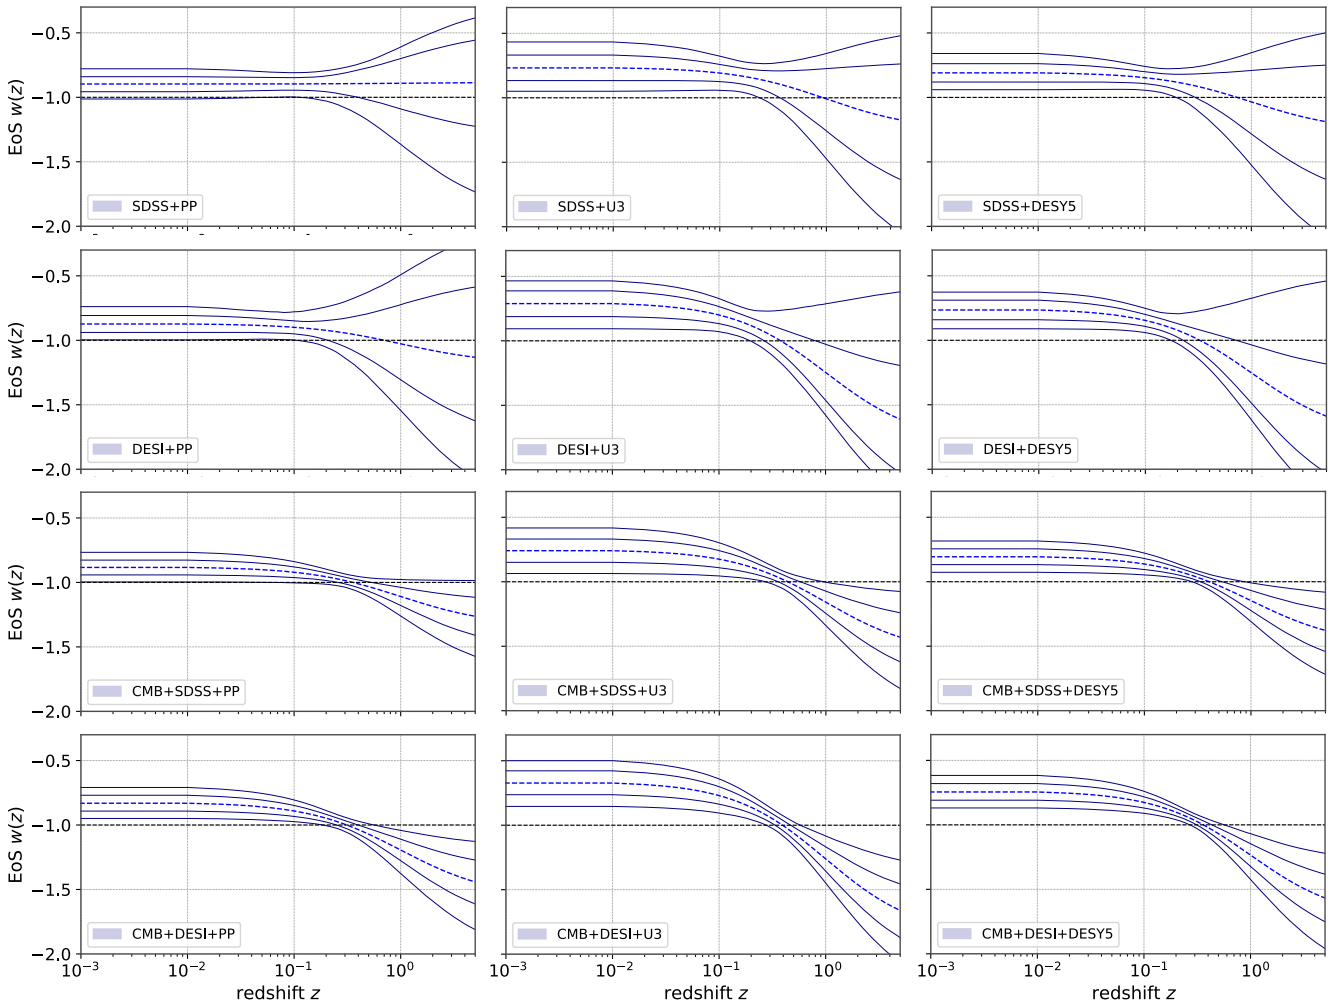 −0.5
−1.0
−1.5
−2.0
EoS w(z)
SDSS+PP
SDSS+U3
SDSS+DESY5
−0.5
−1.0
−1.5
−2.0
EoS w(z)
DESI+PP
DESI+U3
DESI+DESY5
−0.5
−1.0
−1.5
−2.0
EoS w(z)
CMB+SDSS+PP
CMB+SDSS+U3
CMB+SDSS+DESY5
−0.5
−1.0
−1.5
−2.0
EoS w(z)
CMB+DESI+PP
CMB+DESI+U3
CMB+DESI+DESY5
10⁻³ 10⁻² 10⁻¹ 10⁰
10⁻³ 10⁻² 10⁻¹ 10⁰
10⁻³ 10⁻² 10⁻¹ 10⁰
redshift z
redshift z
redshift z